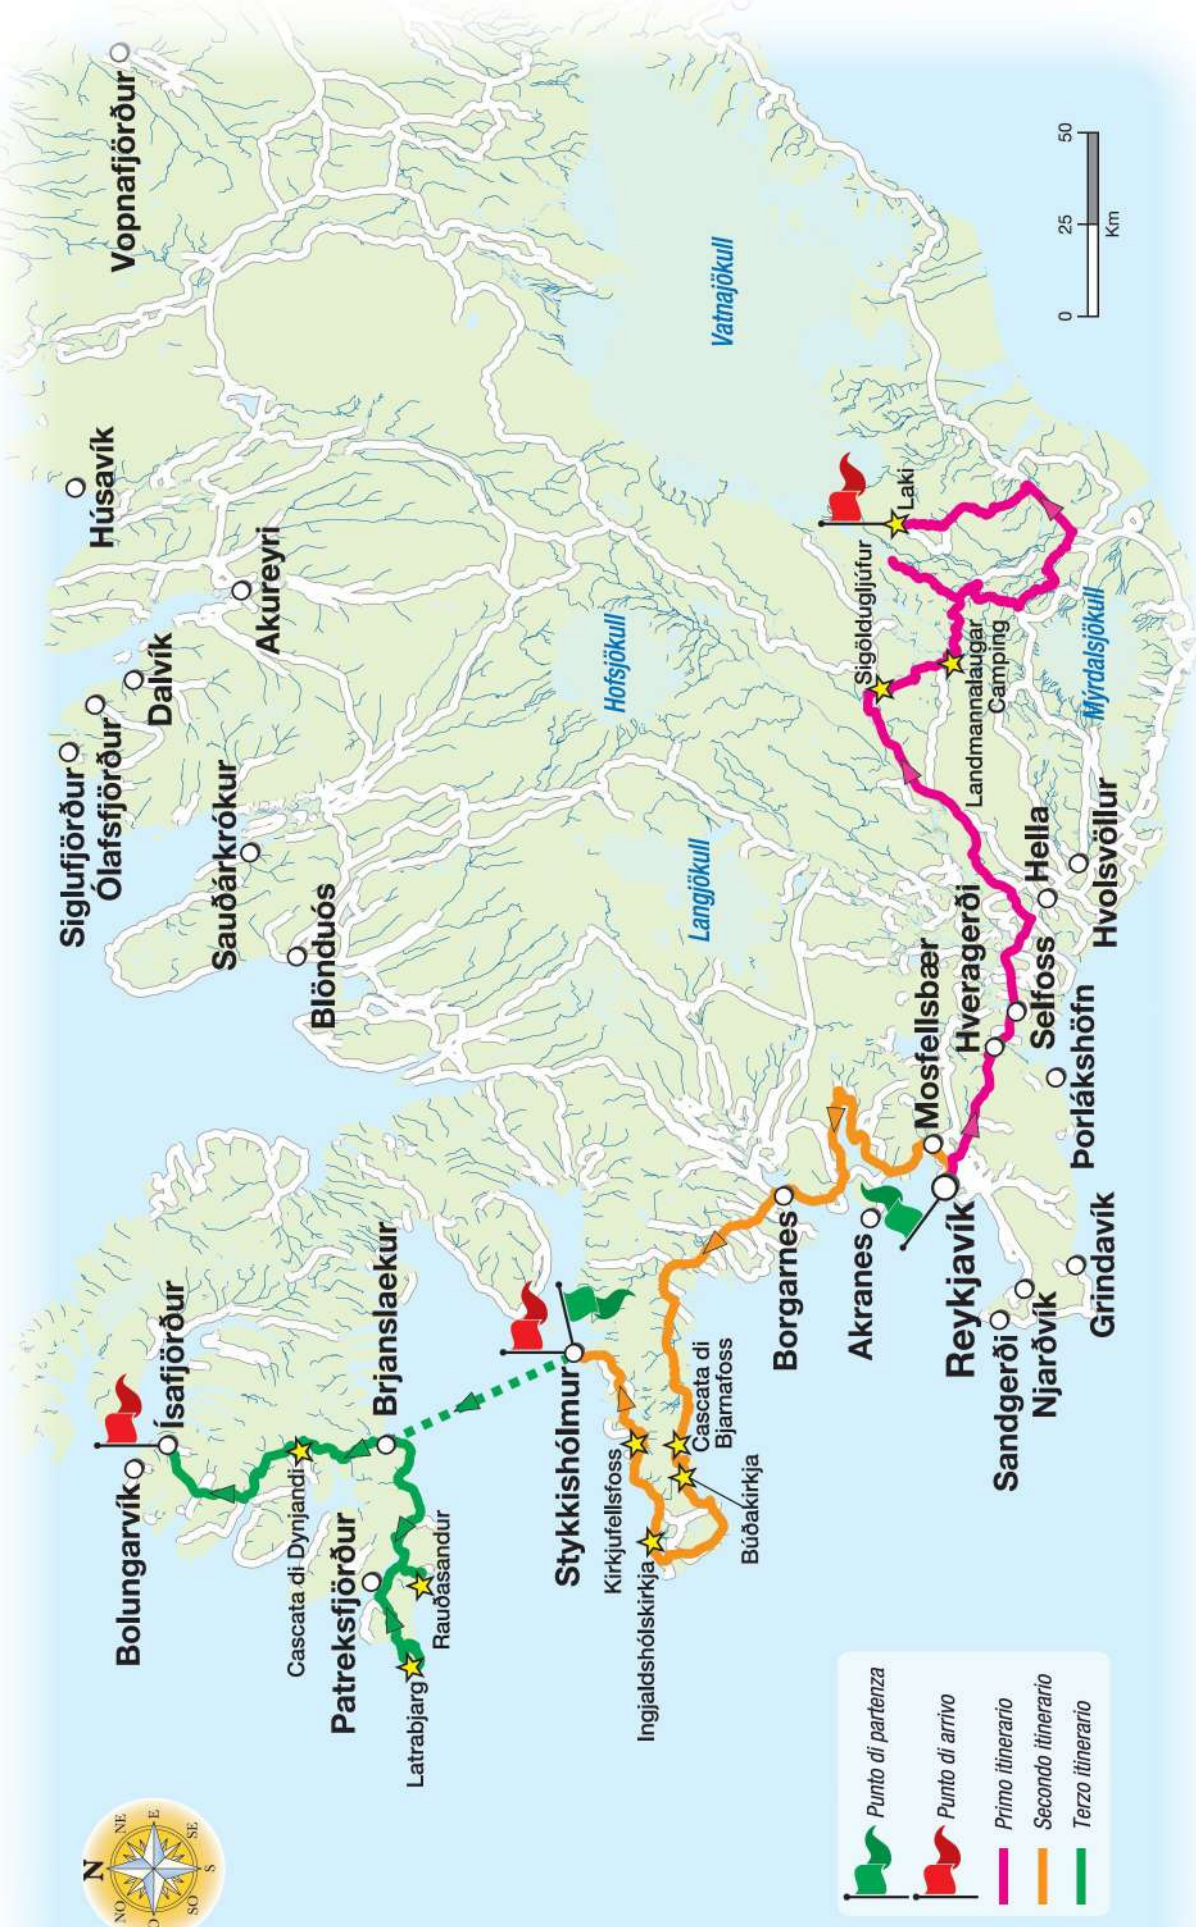 N
NO
NE
O
E
SO
SE
S
Siglufjörður
Ólafsfjörður
Húsavík
Vopnafjörður
Bolungarvík
Ísafjörður
Dalvík
Sauðárkrókur
Akureyri
Cascata di Dynjandi
Blönduós
Patreksfjörður
Brjanslaekur
Latrabjarg
Rauðasandur
Stykkishólmur
Kirkjufellsfoss
Hofsjökull
Ingjaldshólskirkja
Cascata di
Bjarnafoss
Langjökull
Vatnajökull
Búðakirkja
Borgarnes
Akranes
Sigöldugljúfur
Laki
Mosfellsbær
Reykjavík
Hveragerði
Landmannalaugar
Camping
Sandgerði
Njarðvík
Selfoss
Hella
Þorlákshöfn
Grindavík
Hvolsvöllur
Myrdalsjökull
0
25
50
Km
Punto di partenza
Punto di arrivo
Primo itinerario
Secondo itinerario
Terzo itinerario